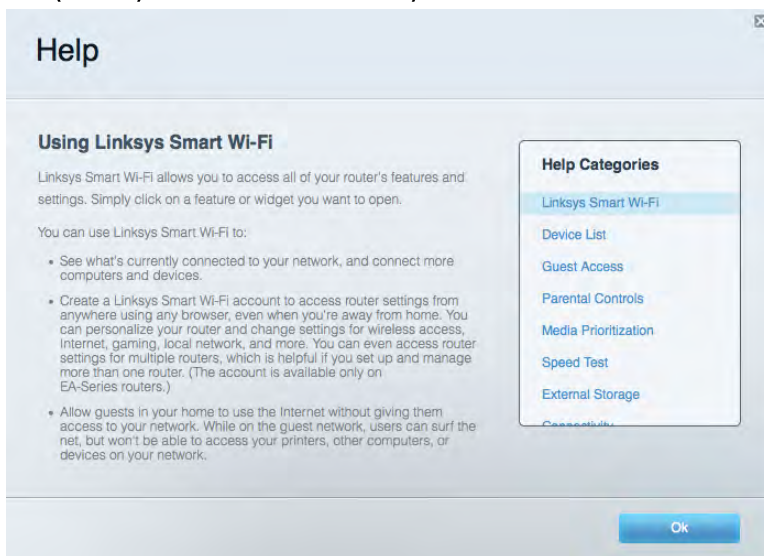 Help
Using Linksys Smart Wi-Fi
Linksys Smart Wi-Fi allows you to access all of your router's features and
settings. Simply click on a feature or widget you want to open.
You can use Linksys Smart Wi-Fi to:
• See what's currently connected to your network, and connect more
computers and devices.
• Create a Linksys Smart Wi-Fi account to access router settings from
anywhere using any browser, even when you're away from home. You
can personalize your router and change settings for wireless access,
Internet, gaming, local network, and more. You can even access router
settings for multiple routers, which is helpful if you set up and manage
more than one router. (The account is available only on
EA-Series routers.)
• Allow guests in your home to use the Internet without giving them
access to your network. While on the guest network, users can surf the
net, but won't be able to access your printers, other computers, or
devices on your network.
Help Categories
Linksys Smart Wi-Fi
Device List
Guest Access
Parental Controls
Media Prioritization
Speed Test
External Storage
Connectivity
Ok